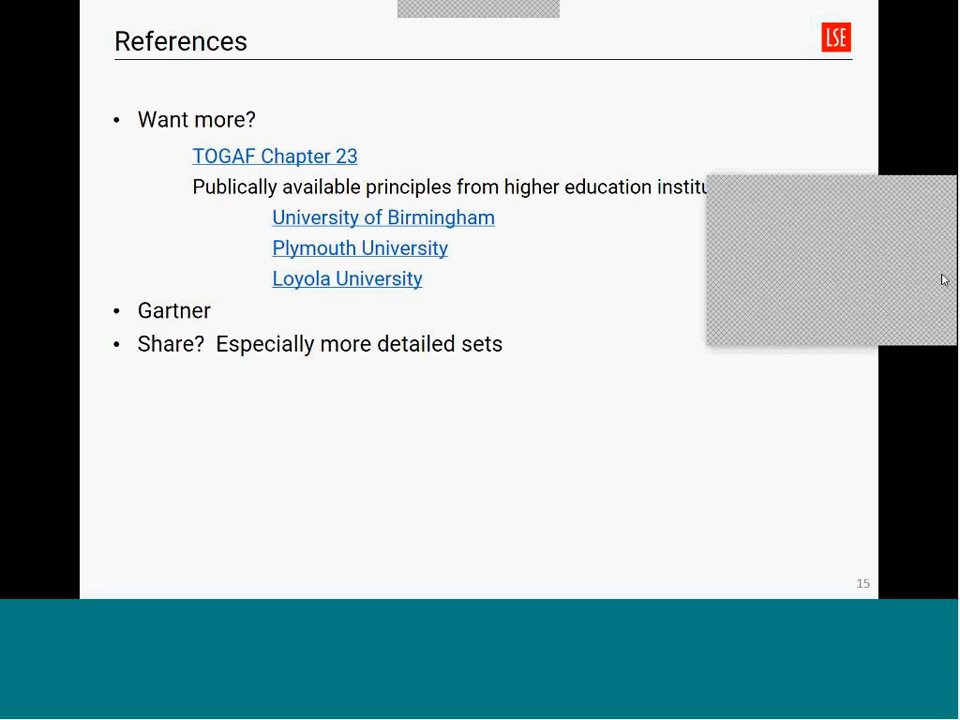 References
LSE
• Want more?
TOGAF Chapter 23
Publically available principles from higher education
University of Birmingham
Plymouth University
Loyola University
• Gartner
• Share? Especially more detailed sets
15